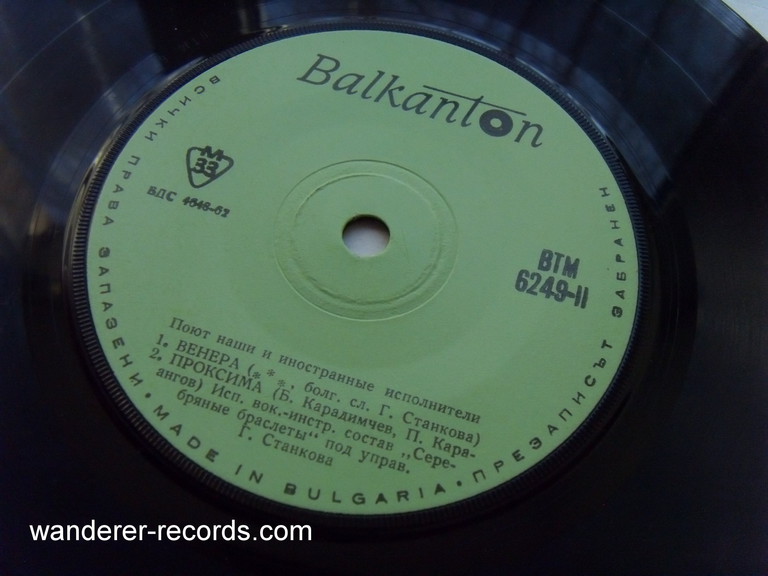 Balkanton
M
33
БДС 4648-62
ВТМ
6249-II
Поют наши и иностранные исполнители
1. ВЕНЕРА (* * *, болг. сл. Г. Станкова)
2. ПРОКСИМА (Б. Карадимчев, П. Кара-
ангов) Исп. вок.-инстр. состав „Сере-
бряные браслеты" под управ.
Г. Станкова
ВСИЧКИ ПРАВА ЗАПАЗЕНИ • MADE IN BULGARIA • ПРЕЗАПИСЪТ ЗАБРАНЕН
wanderer-records.com